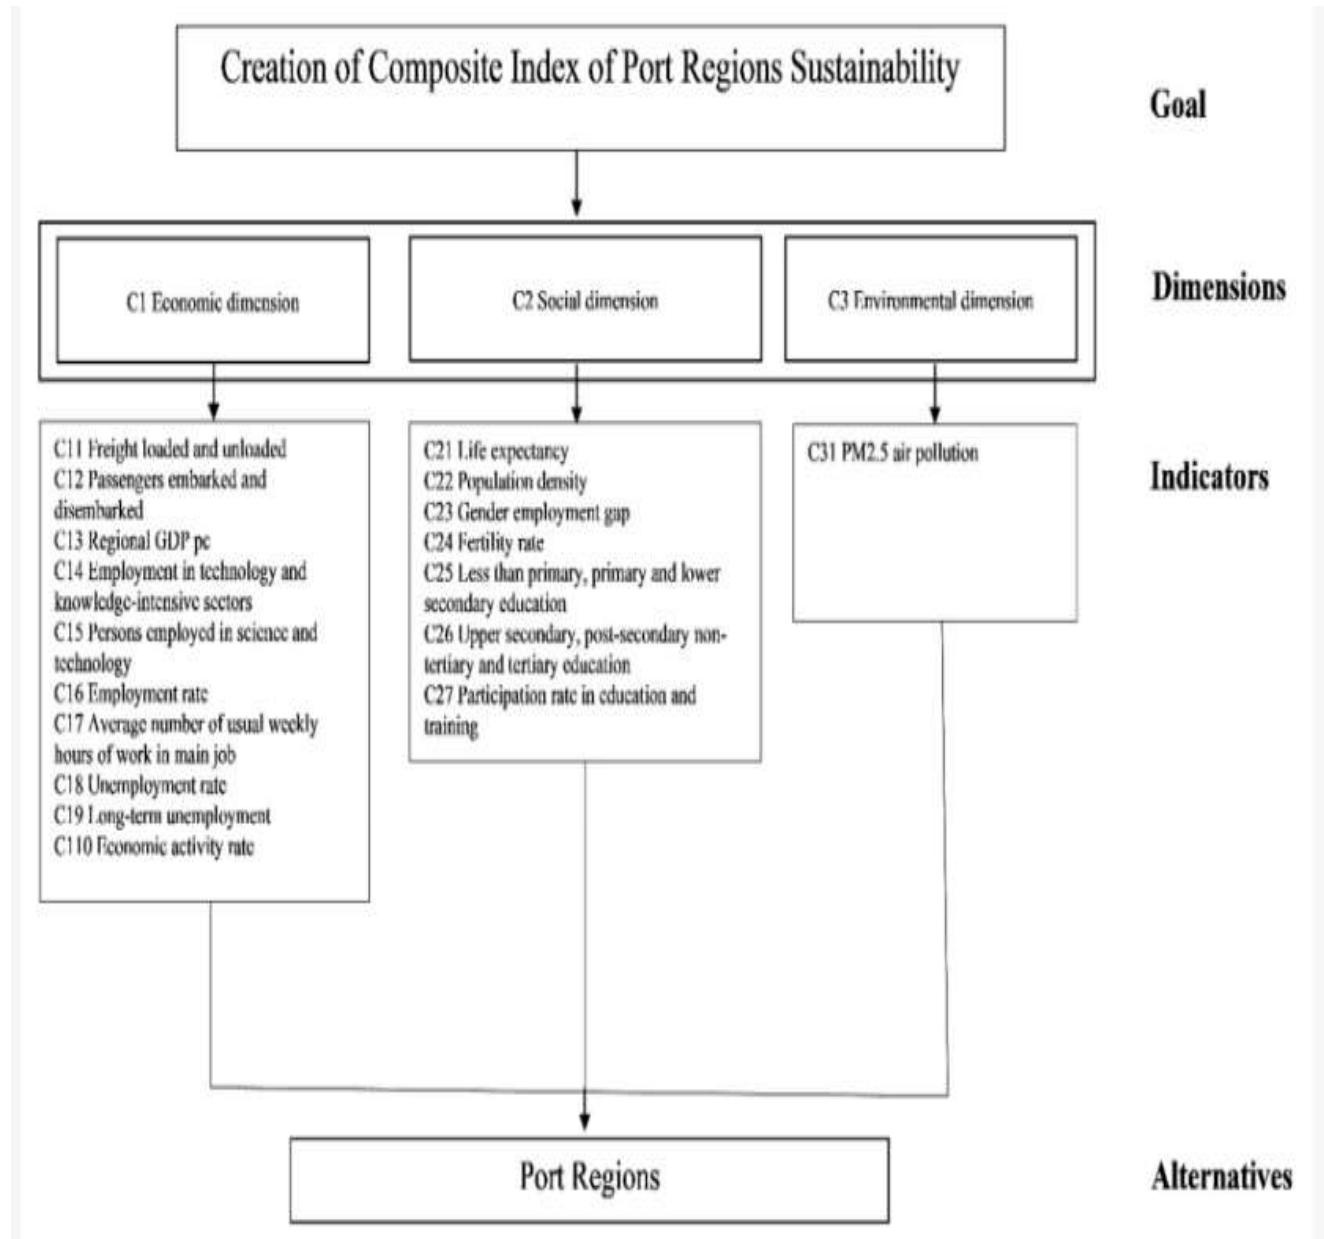 Creation of Composite Index of Port Regions Sustainability
Goal
C1 Economic dimension
C2 Social dimension
C3 Environmental dimension
Dimensions
C11 Freight loaded and unloaded
C12 Passengers embarked and
disembarked
C13 Regional GDP pc
C14 Employment in technology and
knowledge-intensive sectors
C15 Persons employed in science and
technology
C16 Employment rate
C17 Average number of usual weekly
hours of work in main job
C18 Unemployment rate
C19 Long-term unemployment
C110 Economic activity rate
C21 Life expectancy
C22 Population density
C23 Gender employment gap
C24 Fertility rate
C25 Less than primary, primary and lower
secondary education
C26 Upper secondary, post-secondary non-
tertiary and tertiary education
C27 Participation rate in education and
training
C31 PM2.5 air pollution
Indicators
Port Regions
Alternatives